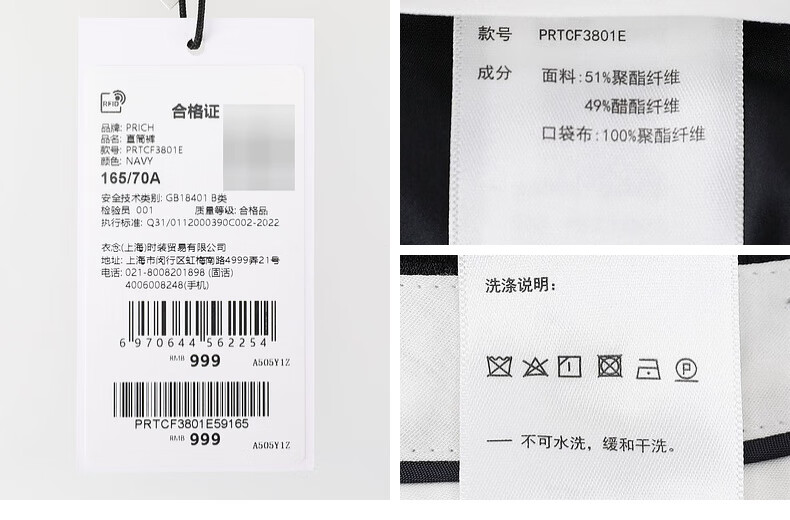 RFID
合格证
品牌: PRICH
品名: 直筒裤
款号: PRTCF3801E
颜色: NAVY
165/70A
安全技术类别: GB18401 B类
检验员 001 质量等级: 合格品
执行标准: Q31/0112000390C002-2022
衣念(上海)时装贸易有限公司
地址: 上海市闵行区虹梅南路4999弄21号
电话: 021-8008201898 (固话)
4006008248(手机)
6 970644 562254
RMB 999 A505Y1Z
PRTCF3801E59165
RMB 999 A505Y1Z
款号 PRTCF3801E
成分 面料:51%聚酯纤维
49%醋酯纤维
口袋布:100%聚酯纤维
洗涤说明:
P
— 不可水洗，缓和干洗。